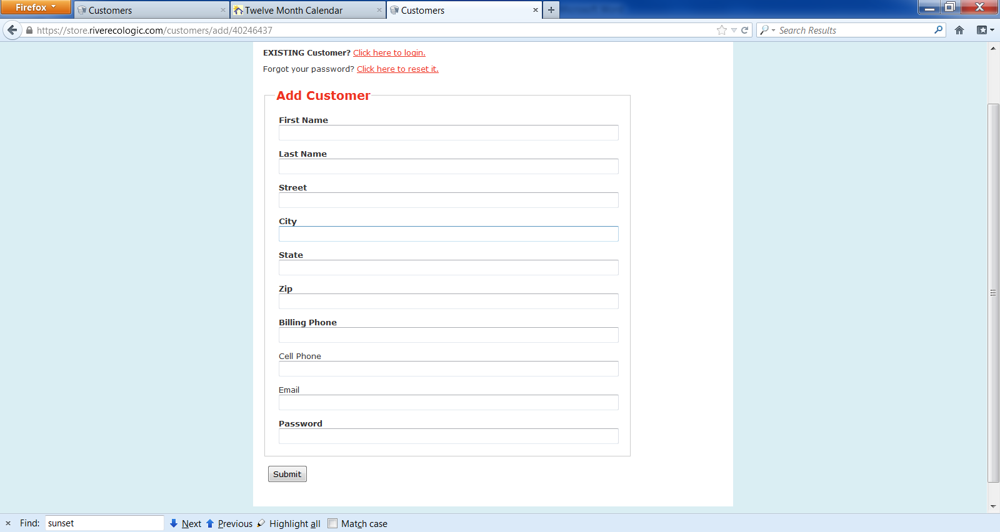 Firefox
Customers
Twelve Month Calendar
Customers
https://store.riverecologic.com/customers/add/40246437
Search Results
EXISTING Customer? Click here to login.
Forgot your password? Click here to reset it.
Add Customer
First Name
Last Name
Street
City
State
Zip
Billing Phone
Cell Phone
Email
Password
Submit
Find: sunset Next Previous Highlight all Match case